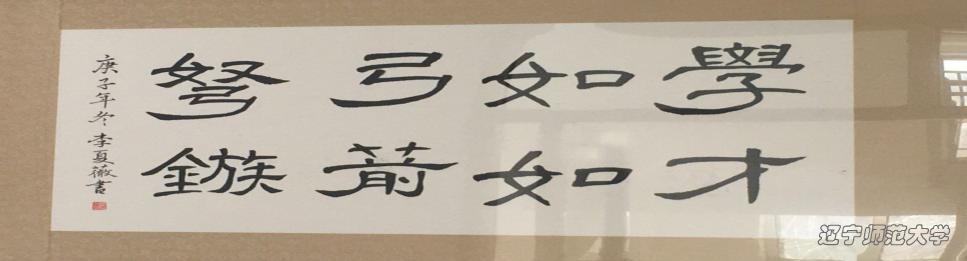 學如弓弩
才如箭鏃
庚子年冬李夏薇書
辽宁师范大学